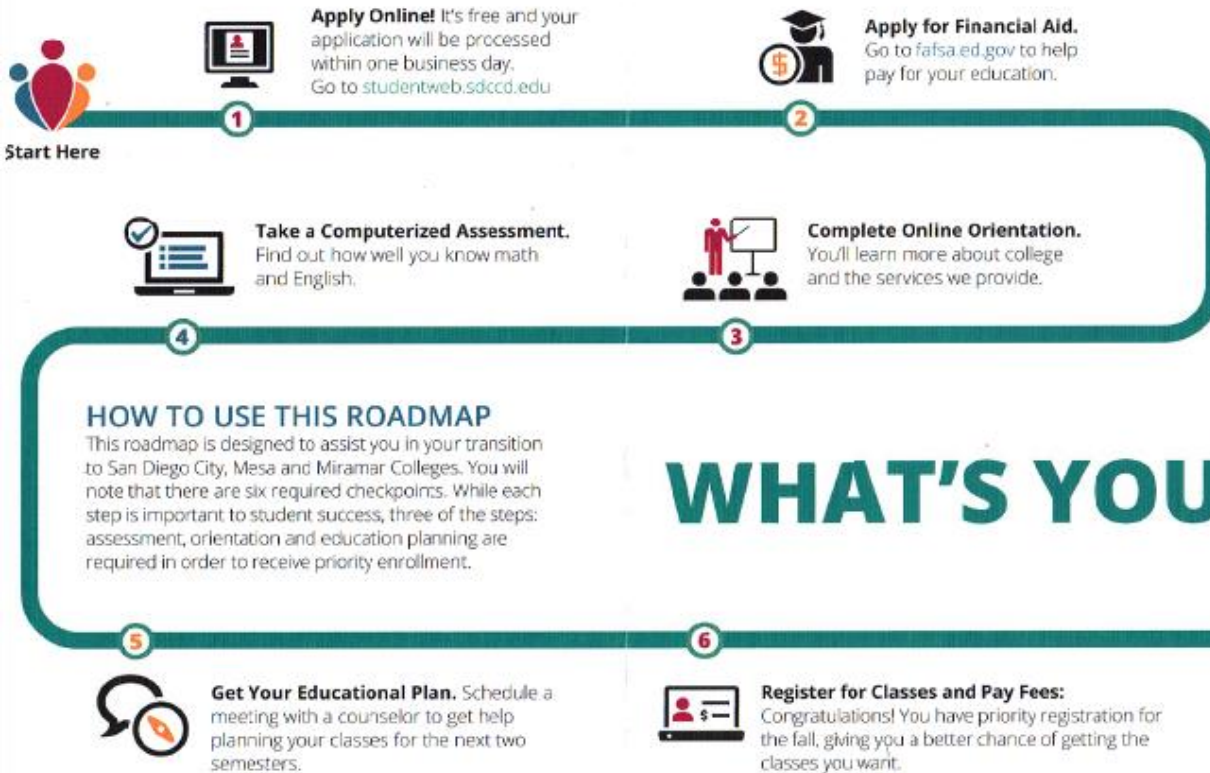 Start Here
Apply Online! It's free and your
application will be processed
within one business day.
Go to studentweb.sdccd.edu
1
Apply for Financial Aid.
Go to fafsa.ed.gov to help
pay for your education.
2
Complete Online Orientation.
You'll learn more about college
and the services we provide.
3
Take a Computerized Assessment.
Find out how well you know math
and English.
4
HOW TO USE THIS ROADMAP
This roadmap is designed to assist you in your transition
to San Diego City, Mesa and Miramar Colleges. You will
note that there are six required checkpoints. While each
step is important to student success, three of the steps:
assessment, orientation and education planning are
required in order to receive priority enrollment.
WHAT'S YOU
5
Get Your Educational Plan. Schedule a
meeting with a counselor to get help
planning your classes for the next two
semesters.
6
Register for Classes and Pay Fees:
Congratulations! You have priority registration for
the fall, giving you a better chance of getting the
classes you want.